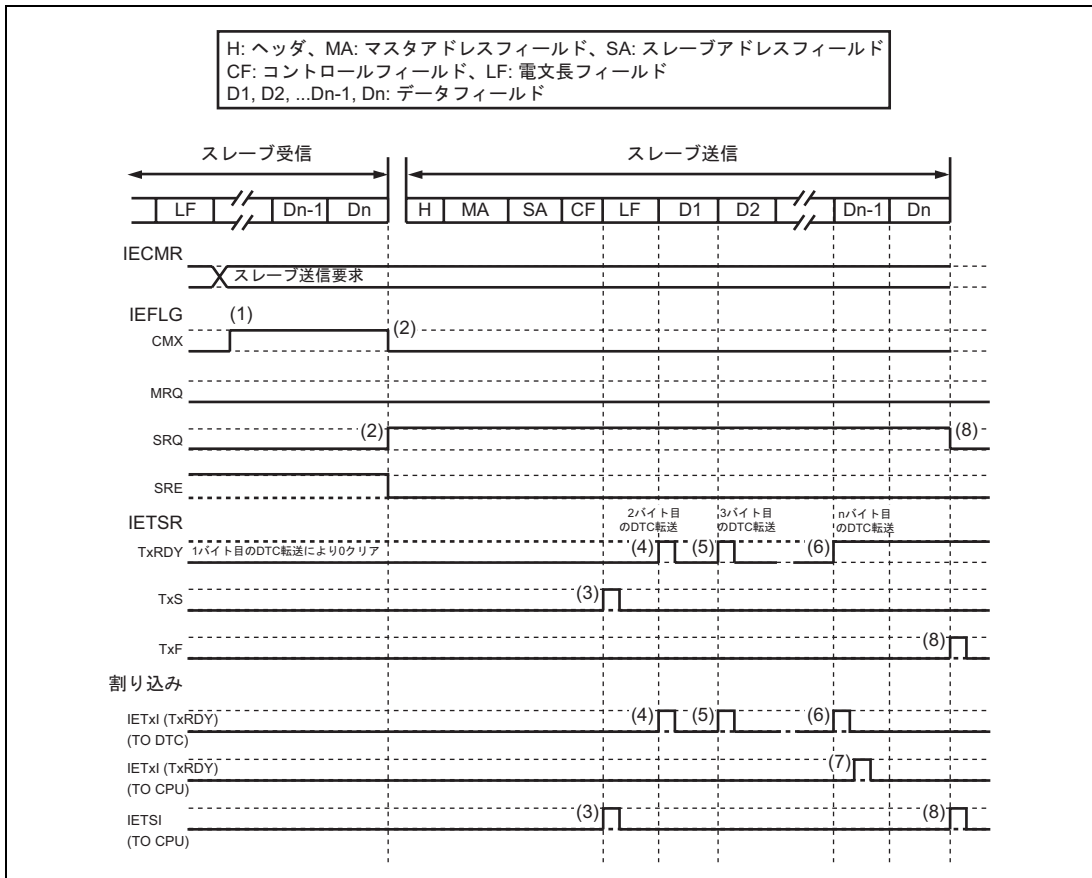 H: ヘッダ、MA: マスタアドレスフィールド、SA: スレーブアドレスフィールド
CF: コントロールフィールド、LF: 電文長フィールド
D1, D2, ...Dn-1, Dn: データフィールド
スレーブ受信 スレーブ送信
LF Dn-1 Dn H MA SA CF LF D1 D2 Dn-1 Dn
IECMR
スレーブ送信要求
IEFLG (1)
CMX (2)
MRQ
SRQ (2) (8)
SRE
IETSR 2バイト目 3バイト目 nバイト目
のDTC転送 のDTC転送 のDTC転送
TxRDY 1バイト目のDTC転送により0クリア (4) (5) (6)
TxS (3)
TxF (8)
割り込み
IETxI (TxRDY) (4) (5) (6)
(TO DTC)
IETxI (TxRDY) (7)
(TO CPU)
IETSI (3) (8)
(TO CPU)